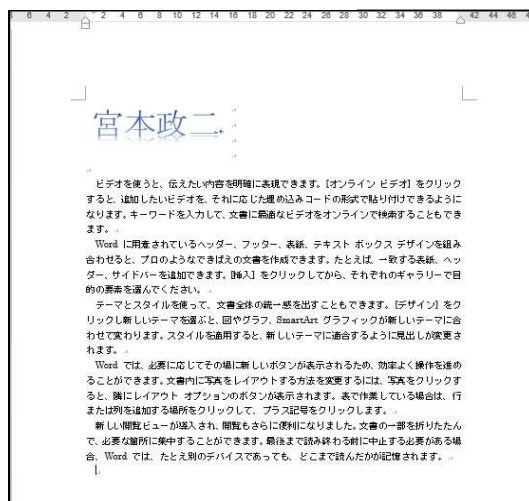 8 6 4 2 2 4 6 8 10 12 14 16 18 20 22 24 26 28 30 32 34 36 38 42 44 46 4
宮本政二
ビデオを使うと、伝えたい内容を明確に表現できます。[オンライン ビデオ] をクリック
すると、追加したいビデオを、それに応じた埋め込みコードの形式で貼り付けできるように
なります。キーワードを入力して、文書に最適なビデオをオンラインで検索することもでき
ます。
Word に用意されているヘッダー、フッター、表紙、テキスト ボックス デザインを組み
合わせると、プロのようなできばえの文書を作成できます。たとえば、一致する表紙、ヘッ
ダー、サイドバーを追加できます。[挿入] をクリックしてから、それぞれのギャラリーで目
的の要素を選んでください。
テーマとスタイルを使って、文書全体の統一感を出すこともできます。[デザイン] をク
リックし新しいテーマを選ぶと、図やグラフ、SmartArt グラフィックが新しいテーマに合
わせて変わります。スタイルを適用すると、新しいテーマに適合するように見出しが変更さ
れます。
Word では、必要に応じてその場に新しいボタンが表示されるため、効率よく操作を進め
ることができます。文書内に写真をレイアウトする方法を変更するには、写真をクリックす
ると、隣にレイアウト オプションのボタンが表示されます。表で作業している場合は、行
または列を追加する場所をクリックして、プラス記号をクリックします。
新しい閲覧ビューが導入され、閲覧もさらに便利になりました。文書の一部を折りたたん
で、必要な箇所に集中することができます。最後まで読み終わる前に中止する必要がある場
合、Word では、たとえ別のデバイスであっても、どこまで読んだかが記憶されます。